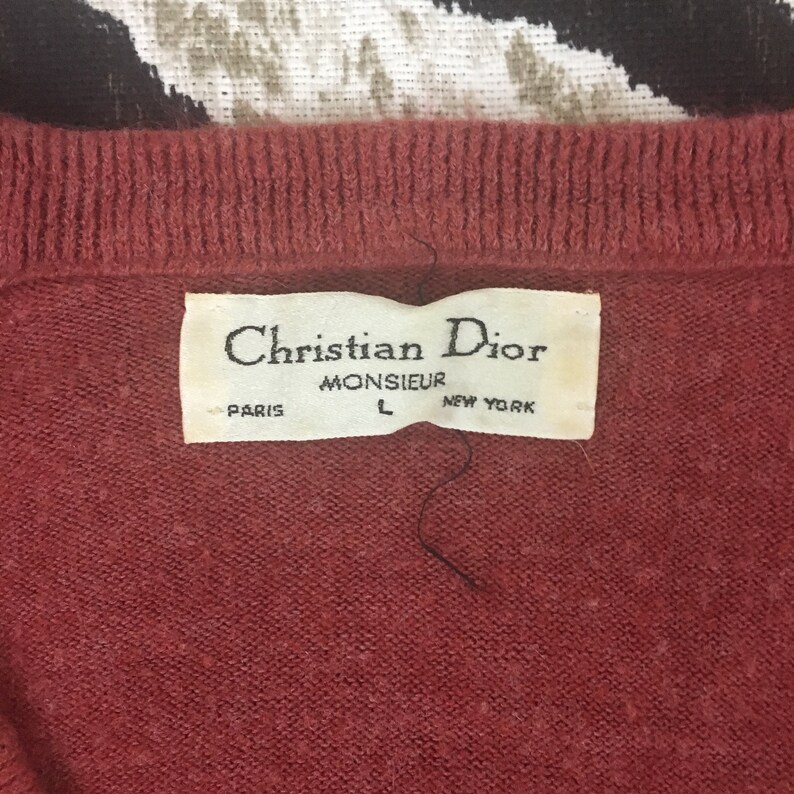 Christian Dior
MONSIEUR
PARIS L NEW YORK